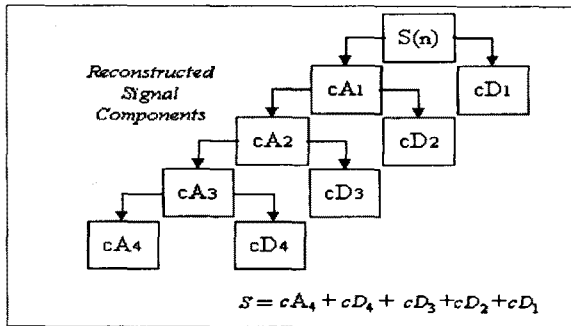 S(n)
Reconstructed
Signal
Components
cA1
cD1
cA2
cD2
cA3
cD3
cA4
cD4
S = cA4 + cD4 + cD3 +cD2 +cD1